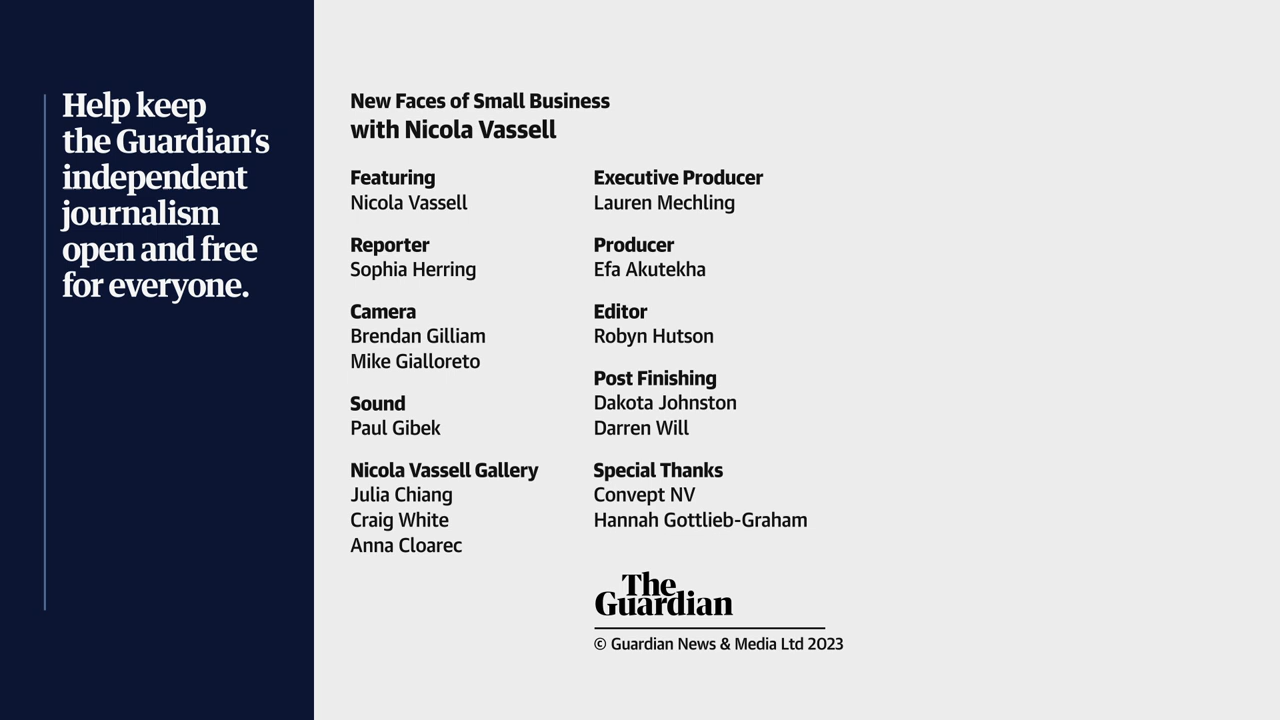 Help keep
the Guardian's
independent
journalism
open and free
for everyone.
New Faces of Small Business
with Nicola Vassell
Featuring
Nicola Vassell
Reporter
Sophia Herring
Camera
Brendan Gilliam
Mike Gialloreto
Sound
Paul Gibek
Nicola Vassell Gallery
Julia Chiang
Craig White
Anna Cloarec
Executive Producer
Lauren Mechling
Producer
Efa Akutekha
Editor
Robyn Hutson
Post Finishing
Dakota Johnston
Darren Will
Special Thanks
Convept NV
Hannah Gottlieb-Graham
The
Guardian
© Guardian News & Media Ltd 2023